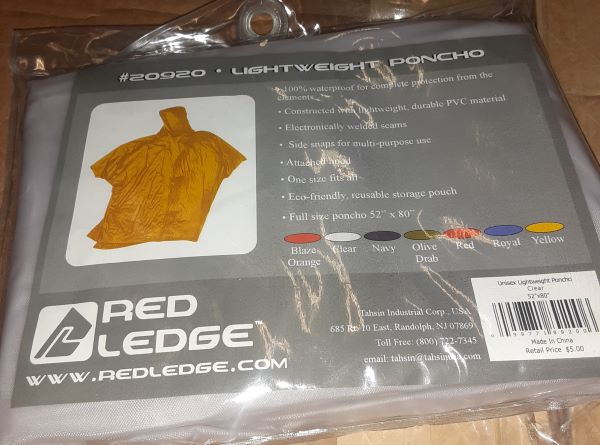 #20920 • LIGHTWEIGHT PONCHO
• 100% waterproof for complete protection from the
elements
• Constructed with lightweight, durable PVC material
• Electronically welded seams
• Side snaps for multi-purpose use
• Attached hood
• One size fits all
• Eco-friendly, reusable storage pouch
• Full size poncho 52" x 80"
Blaze Orange
Clear
Navy
Olive Drab
Red
Royal
Yellow
RED
LEDGE™
WWW.REDLEDGE.COM
Tahsin Industrial Corp., USA
685 Rt. 10 East, Randolph, NJ 07869
Toll Free: (800) 722-7345
email: tahsin@tahsin
Unisex Lightweight Poncho
Clear
52"x80"
Made In China
Retail Price $5.00